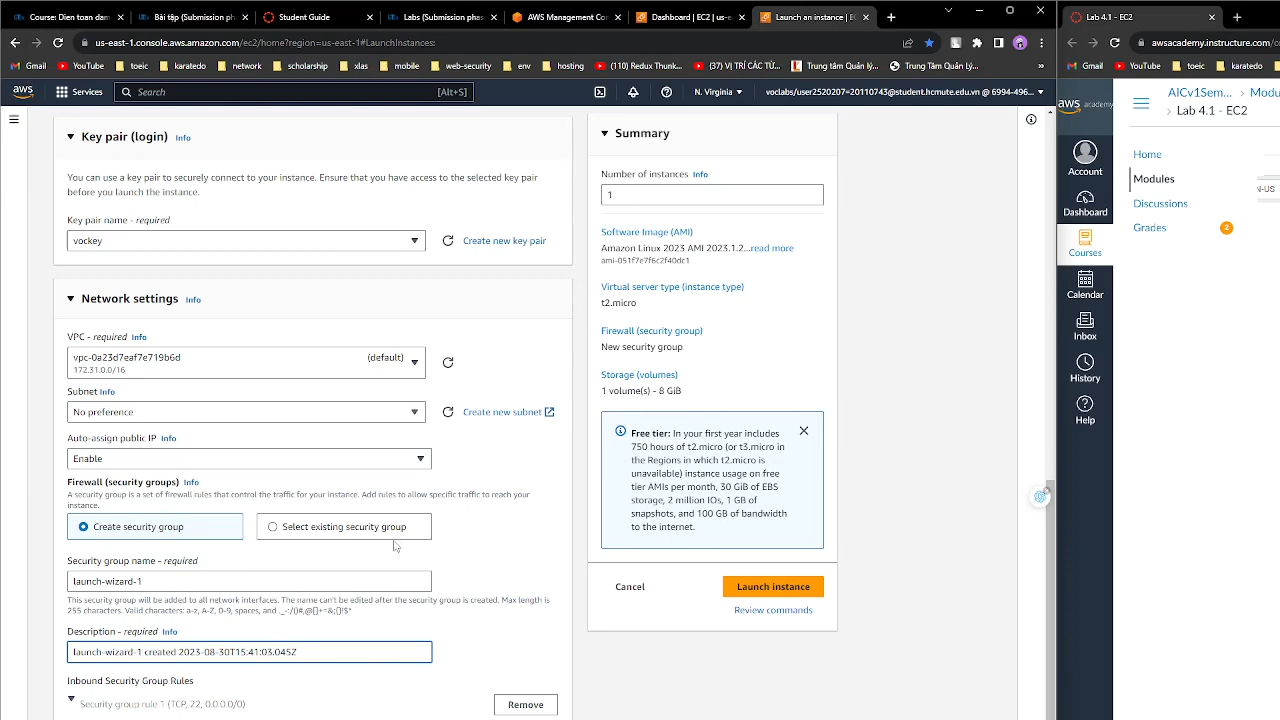 Course: Dien toan dam
Bài tập (Submission ph
Student Guide
Labs (Submission phas
AWS Management Con
Dashboard | EC2 | us-e
Launch an instance | EC
Lab 4.1 - EC2
us-east-1.console.aws.amazon.com/ec2/home?region=us-east-1#LaunchInstances:
awsacademy.instructure.com/co
Gmail
YouTube
toeic
karatedo
network
scholarship
xlas
mobile
web-security
env
hosting
(110) Redux Thunk...
(37) VỊ TRÍ CÁC TỪ...
Trung tâm Quản lý...
Trung Tâm Quản lý...
»
Gmail
YouTube
toeic
karatedo
aws
Services
Search
[Alt+S]
N. Virginia
voclabs/user2520207=20110743@student.hcmute.edu.vn @ 6994-496...
aws academy
AICv1Sem...
Modu
Lab 4.1 - EC2
Home
Modules
Discussions
Grades
2
N-US
Account
Dashboard
Courses
Calendar
Inbox
History
Help
Key pair (login) Info
You can use a key pair to securely connect to your instance. Ensure that you have access to the selected key pair
before you launch the instance.
Key pair name - required
vockey
Create new key pair
Network settings Info
VPC - required Info
vpc-0a23d7eaf7e719b6d
(default)
172.31.0.0/16
Subnet Info
No preference
Create new subnet
Auto-assign public IP Info
Enable
Firewall (security groups) Info
A security group is a set of firewall rules that control the traffic for your instance. Add rules to allow specific traffic to reach your
instance.
Create security group
Select existing security group
Security group name - required
launch-wizard-1
This security group will be added to all network interfaces. The name can't be edited after the security group is created. Max length is
255 characters. Valid characters: a-z, A-Z, 0-9, spaces, and ._-:/()#,@[]+=&;{}!$*
Description - required Info
launch-wizard-1 created 2023-08-30T15:41:03.045Z
Inbound Security Group Rules
Security group rule 1 (TCP, 22, 0.0.0.0/0)
Remove
Summary
Number of instances Info
1
Software Image (AMI)
Amazon Linux 2023 AMI 2023.1.2...read more
ami-051f7e7f6c2f40dc1
Virtual server type (instance type)
t2.micro
Firewall (security group)
New security group
Storage (volumes)
1 volume(s) - 8 GiB
Free tier: In your first year includes
750 hours of t2.micro (or t3.micro in
the Regions in which t2.micro is
unavailable) instance usage on free
tier AMIs per month, 30 GiB of EBS
storage, 2 million IOs, 1 GB of
snapshots, and 100 GB of bandwidth
to the internet.
Cancel
Launch instance
Review commands